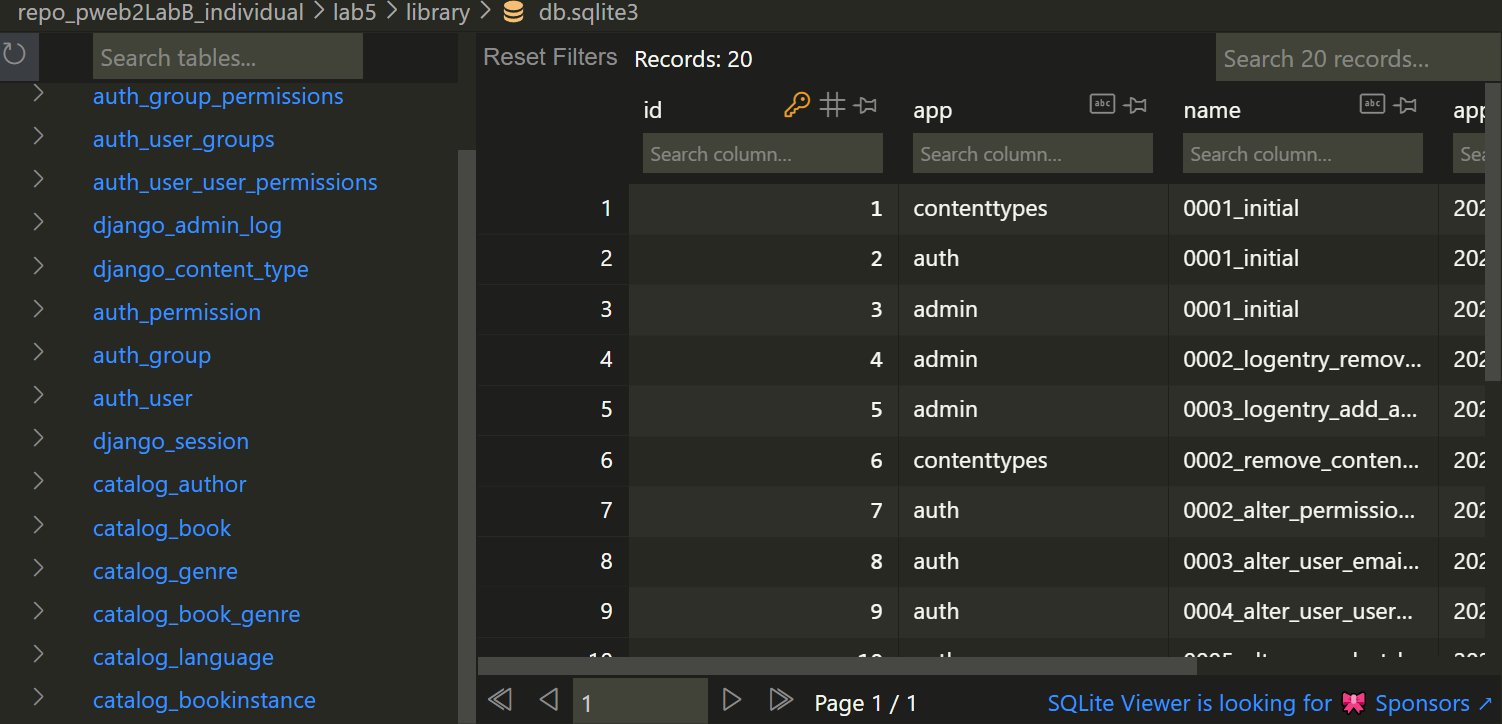 repo_pweb2LabB_individual > lab5 > library > db.sqlite3
Search tables...
auth_group_permissions
auth_user_groups
auth_user_user_permissions
django_admin_log
django_content_type
auth_permission
auth_group
auth_user
django_session
catalog_author
catalog_book
catalog_genre
catalog_book_genre
catalog_language
catalog_bookinstance
Reset Filters Records: 20 Search 20 records...
id app abc name abc app
Search column... Search column... Search column... Sea
1 1 contenttypes 0001_initial 202
2 2 auth 0001_initial 202
3 3 admin 0001_initial 202
4 4 admin 0002_logentry_remov... 202
5 5 admin 0003_logentry_add_a... 202
6 6 contenttypes 0002_remove_conten... 202
7 7 auth 0002_alter_permissio... 202
8 8 auth 0003_alter_user_emai... 202
9 9 auth 0004_alter_user_user... 202
1 Page 1 / 1 SQLite Viewer is looking for Sponsors ↗